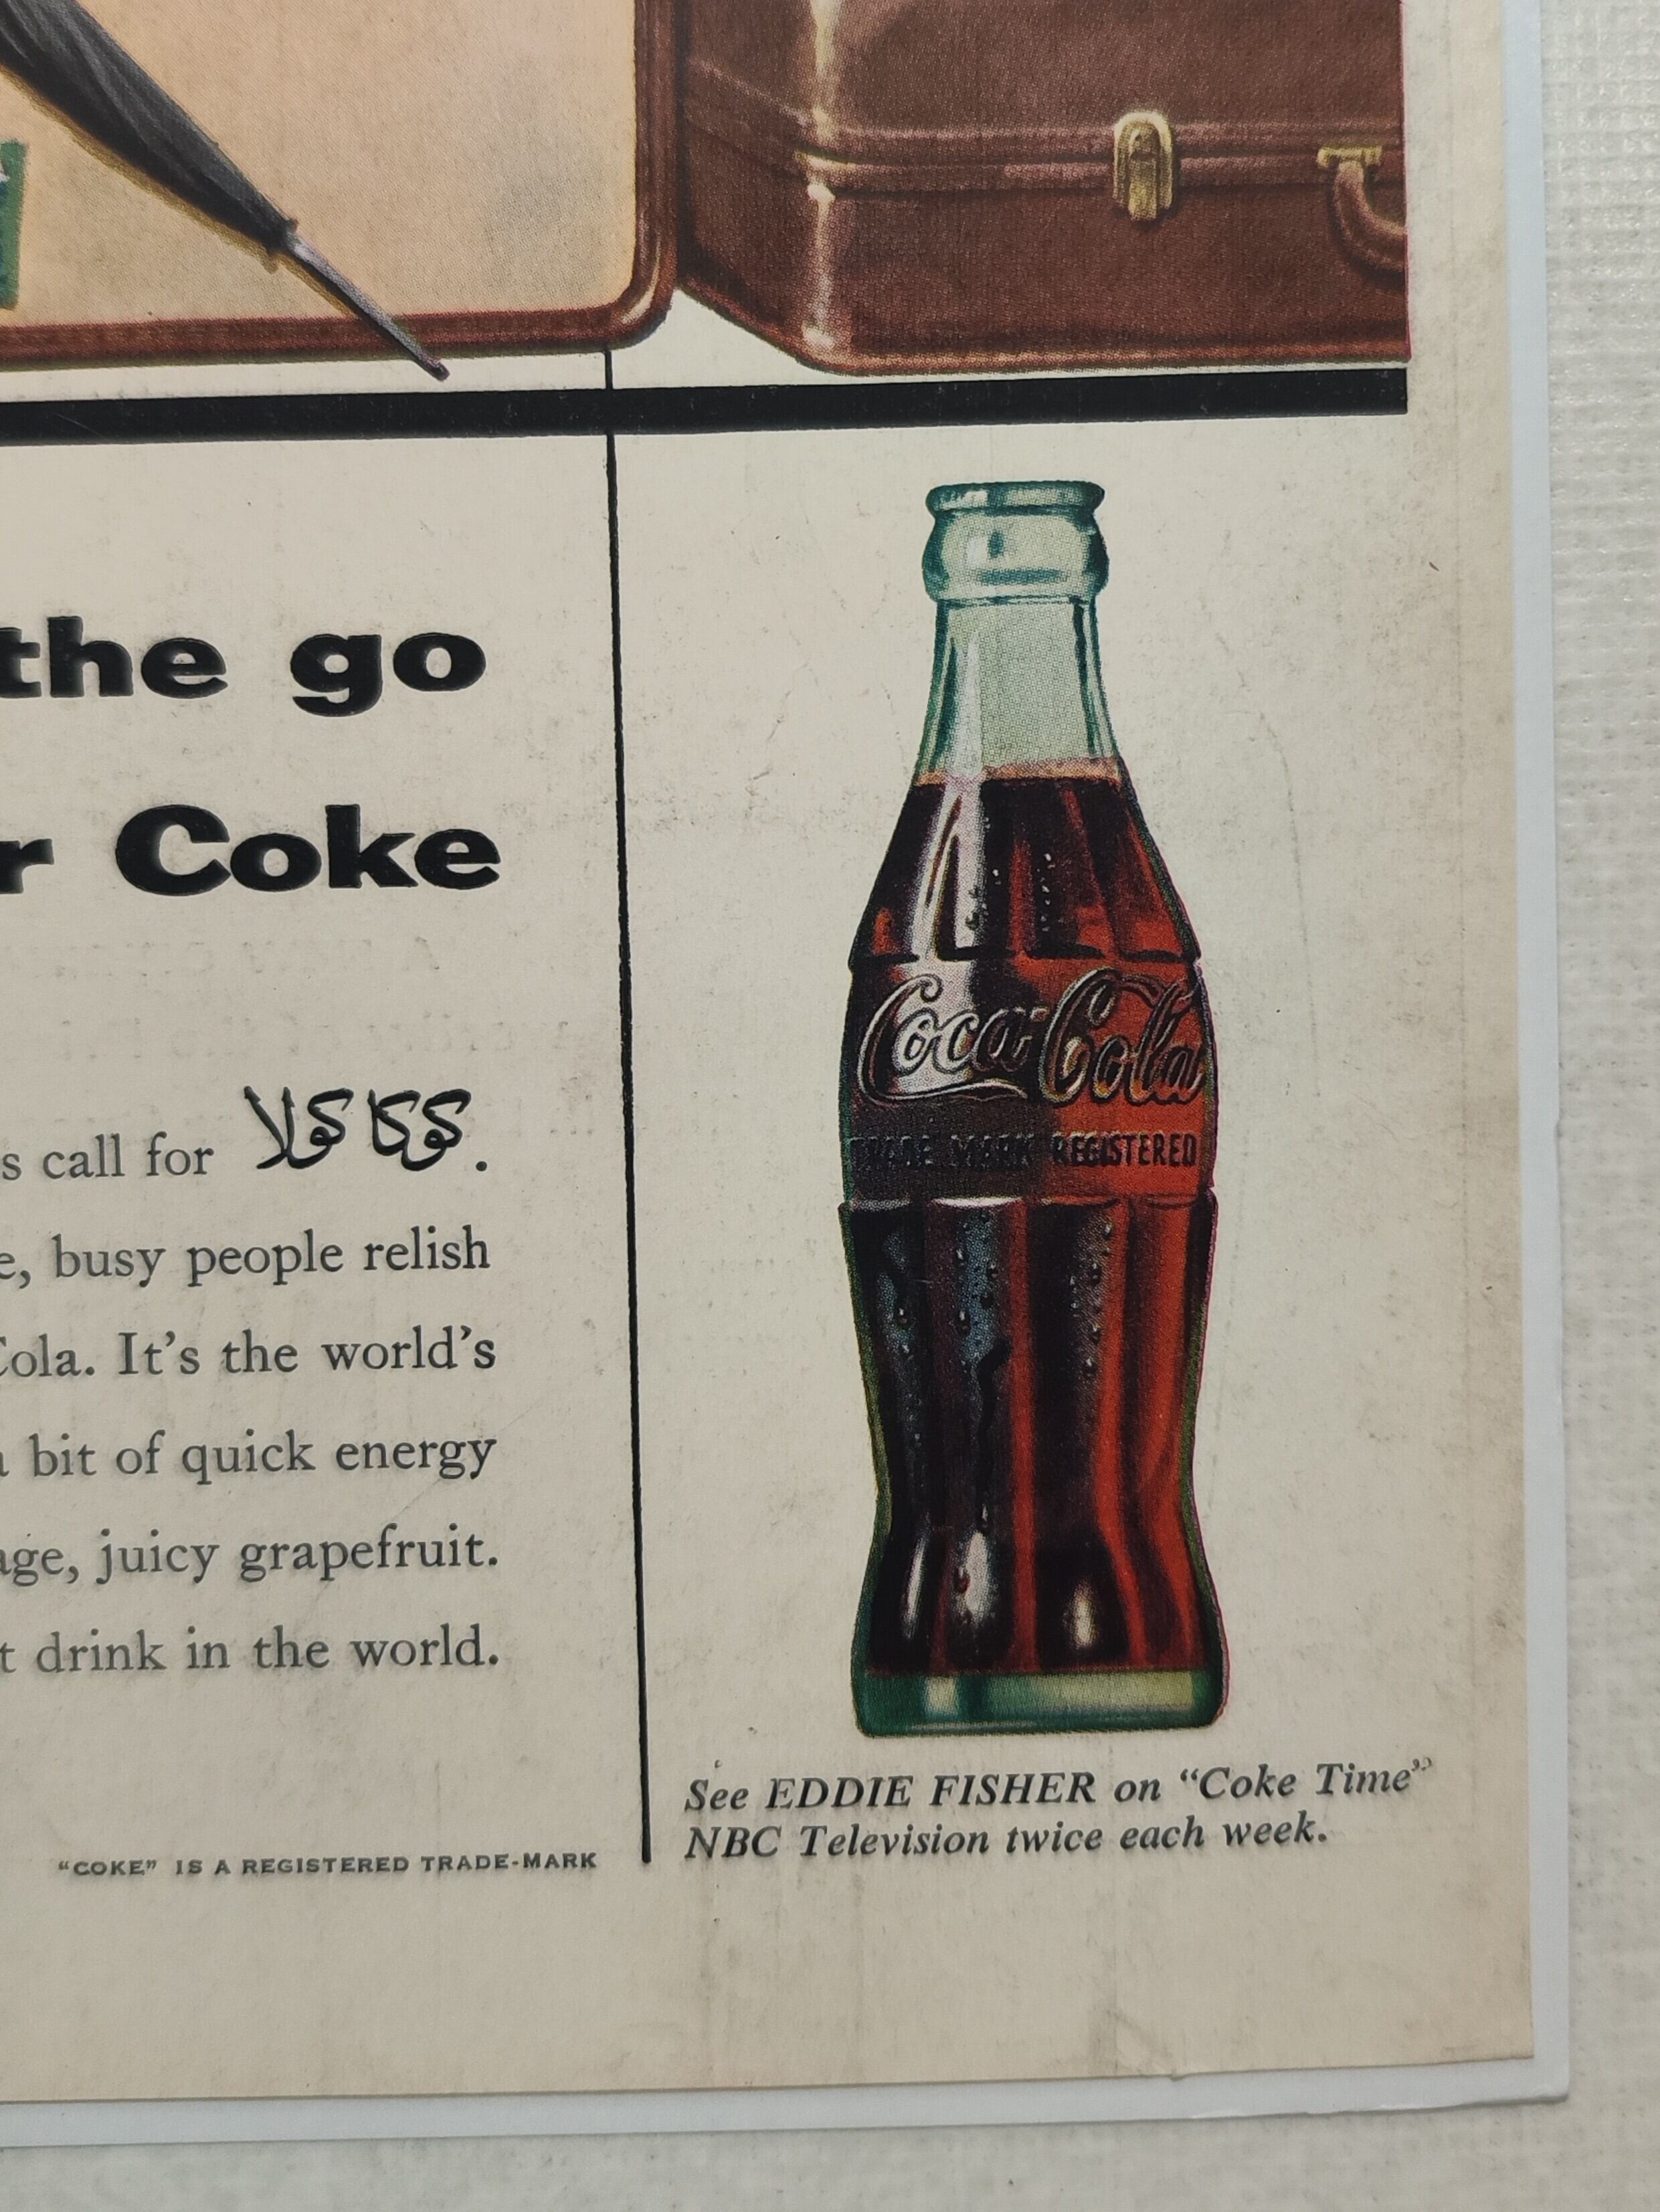 the go
r Coke
s call for كوكا كولا.
e, busy people relish
Cola. It's the world's
a bit of quick energy
age, juicy grapefruit.
t drink in the world.
"COKE" IS A REGISTERED TRADE-MARK
Coca-Cola
TRADE MARK REGISTERED
See EDDIE FISHER on "Coke Time"
NBC Television twice each week.